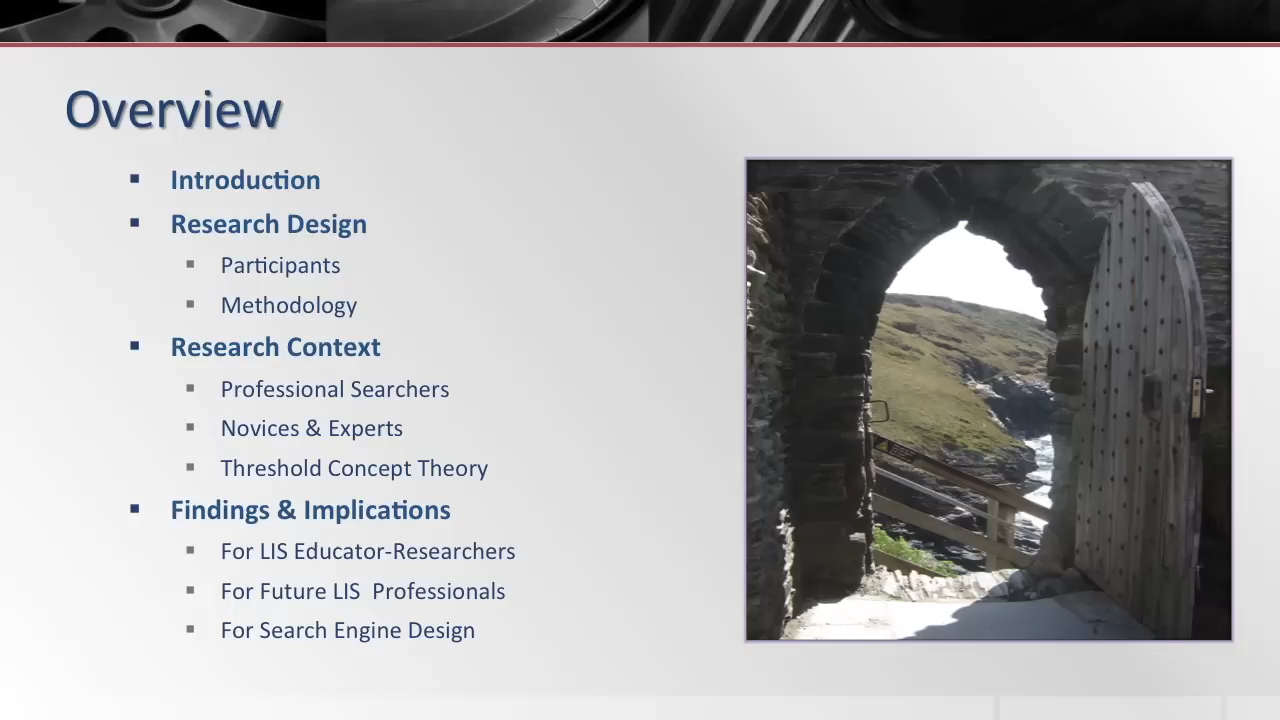 Overview
Introduction
Research Design
Participants
Methodology
Research Context
Professional Searchers
Novices & Experts
Threshold Concept Theory
Findings & Implications
For LIS Educator-Researchers
For Future LIS  Professionals
For Search Engine Design